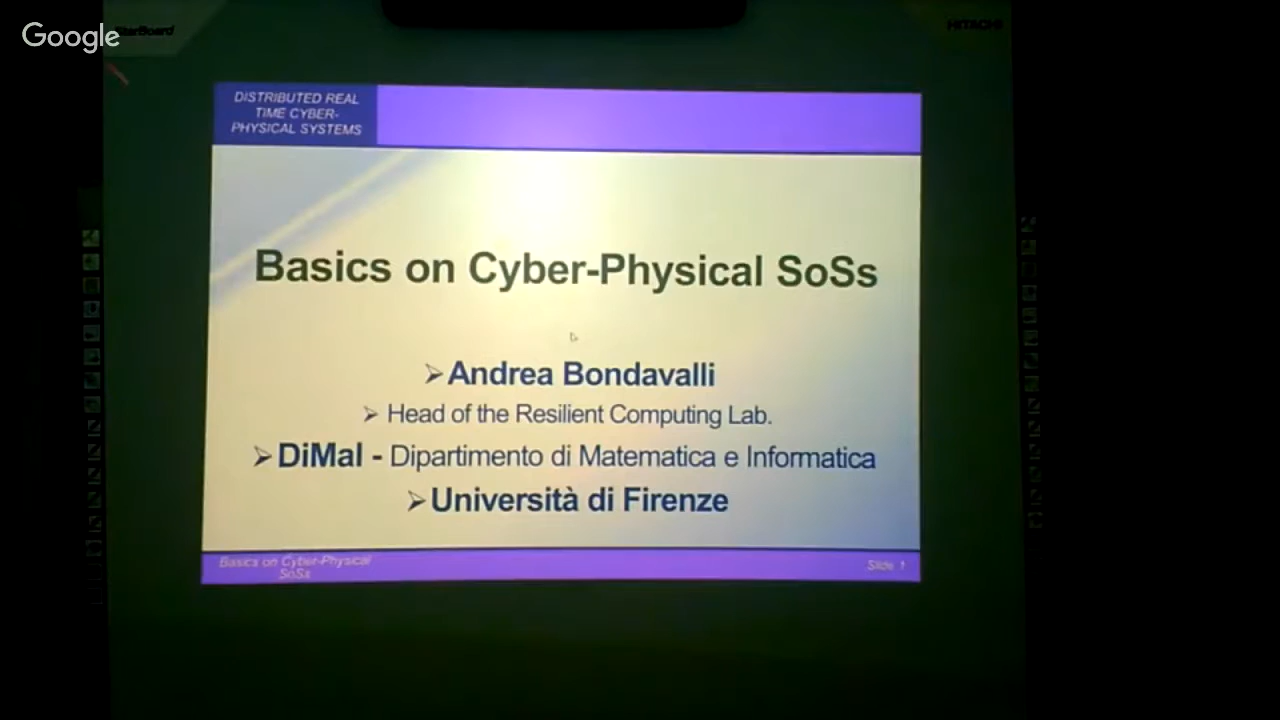 Google
StarBoard
HITACHI
DISTRIBUTED REAL
TIME CYBER-
PHYSICAL SYSTEMS
Basics on Cyber-Physical SoSs
Andrea Bondavalli
Head of the Resilient Computing Lab.
DiMaI - Dipartimento di Matematica e Informatica
Università di Firenze
Basics on Cyber-Physical
SoSs
Slide 1